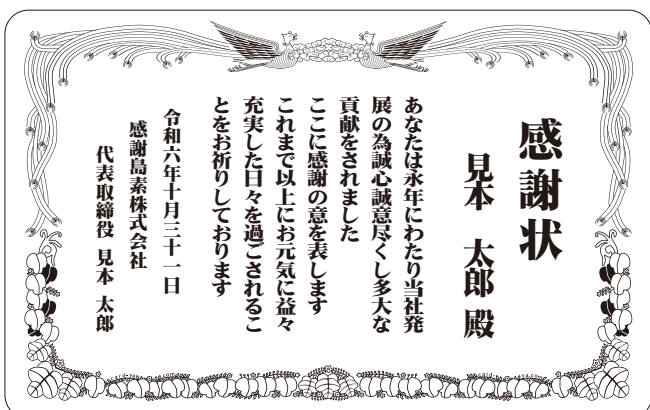 感謝状
見本 太郎 殿
あなたは永年にわたり当社発
展の為誠心誠意尽くし多大な
貢献をされました
ここに感謝の意を表します
これまで以上にお元気に益々
充実した日々を過ごされるこ
とをお祈りしております
令和六年十月三十一日
感謝島素株式会社
代表取締役 見本 太郎